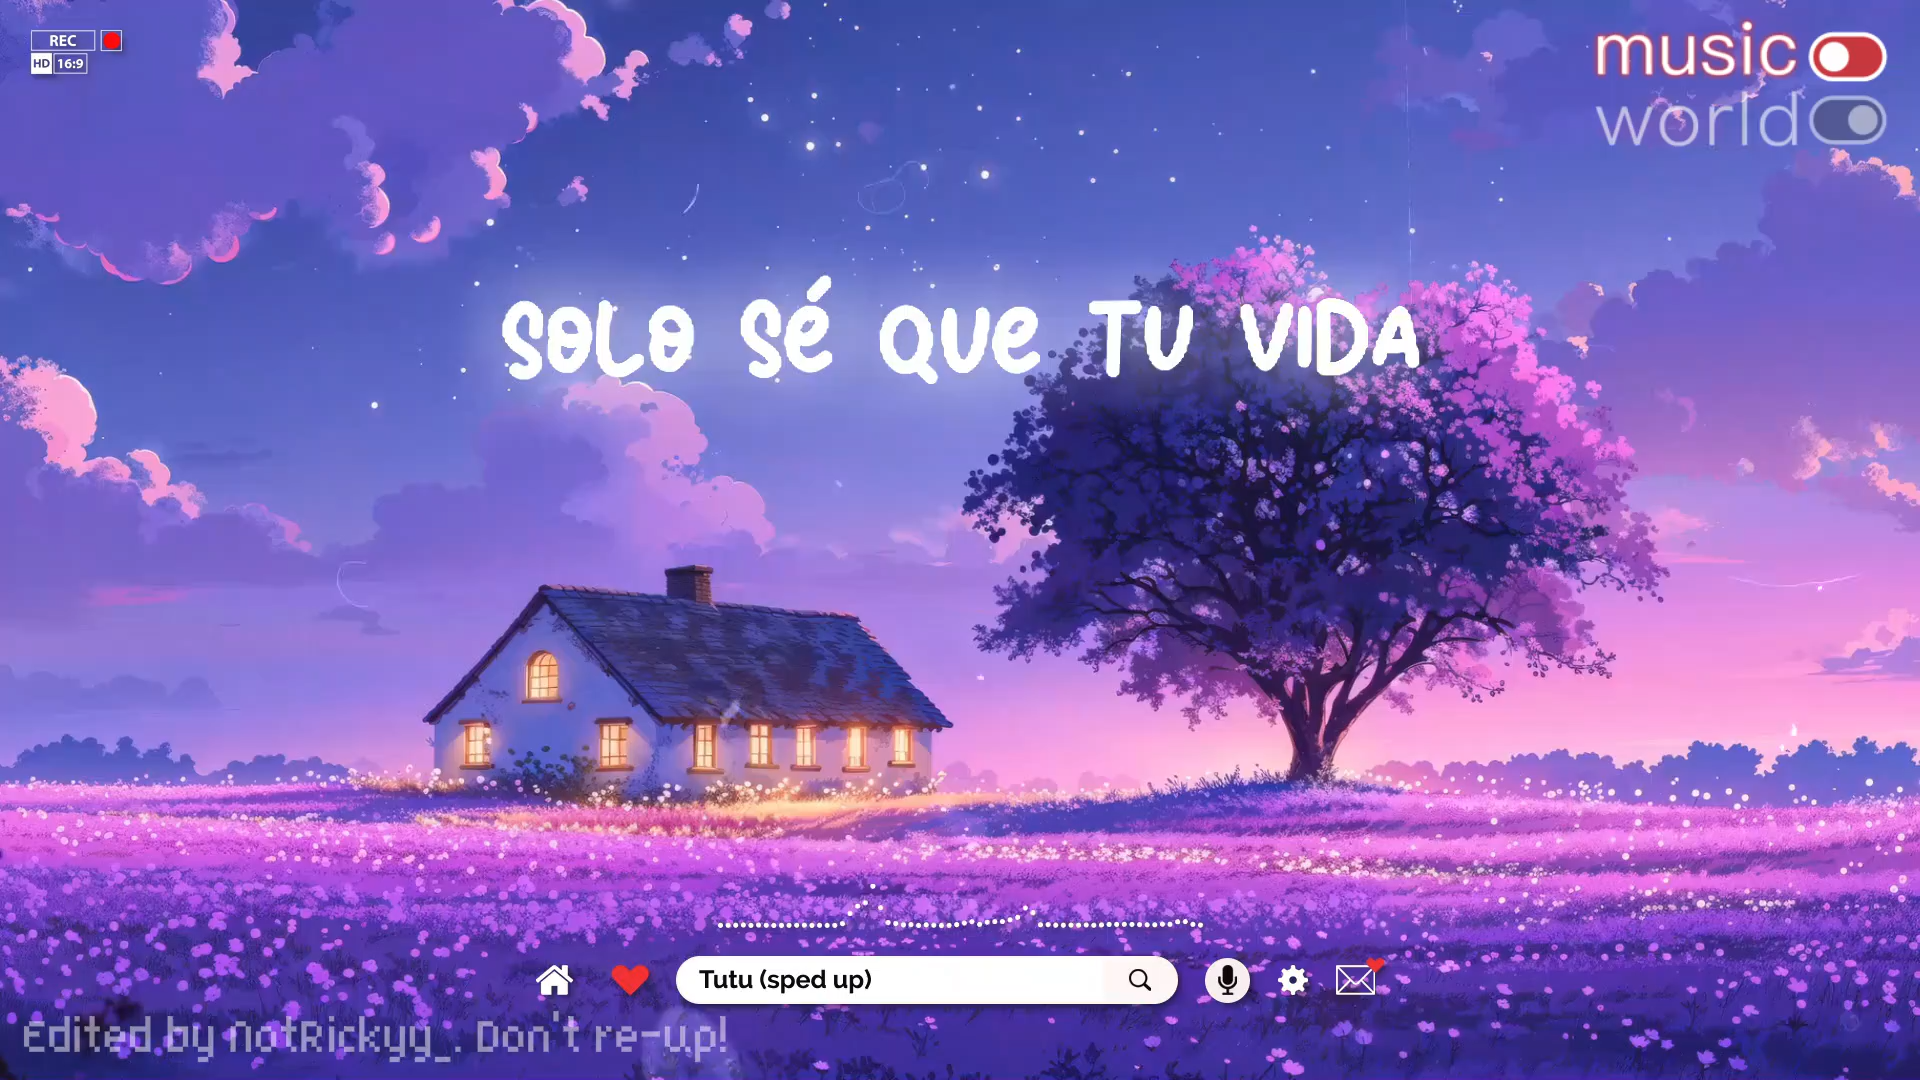 REC
HD 16:9
music
world
SOLO SÉ QUE TU VIDA
Tutu (sped up)
Edited by NotRickyy_. Don't re-up!